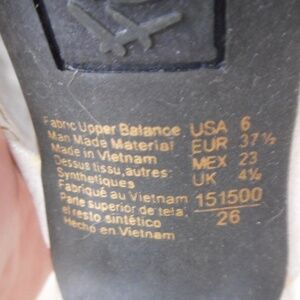 Fabric Upper Balance
Man Made Material
Made in Vietnam
Dessus tissu, autres:
Synthetiques
Fabriqué au Vietnam
Parte superior de tela,
el resto sintético
Hecho en Vietnam
USA 6
EUR 37½
MEX 23
UK 4½
151500
26